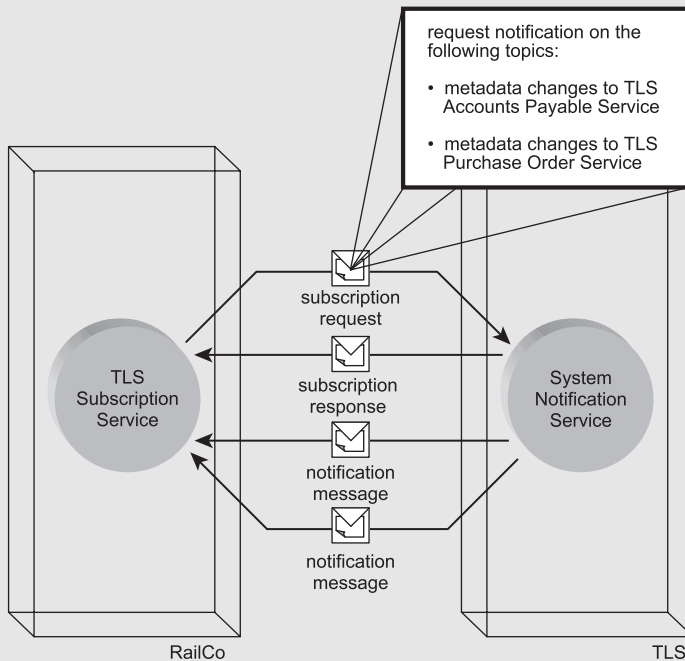 request notification on the
following topics:
• metadata changes to TLS
Accounts Payable Service
• metadata changes to TLS
Purchase Order Service
subscription
request
TLS
Subscription
Service
subscription
response
System
Notification
Service
notification
message
notification
message
RailCo
TLS